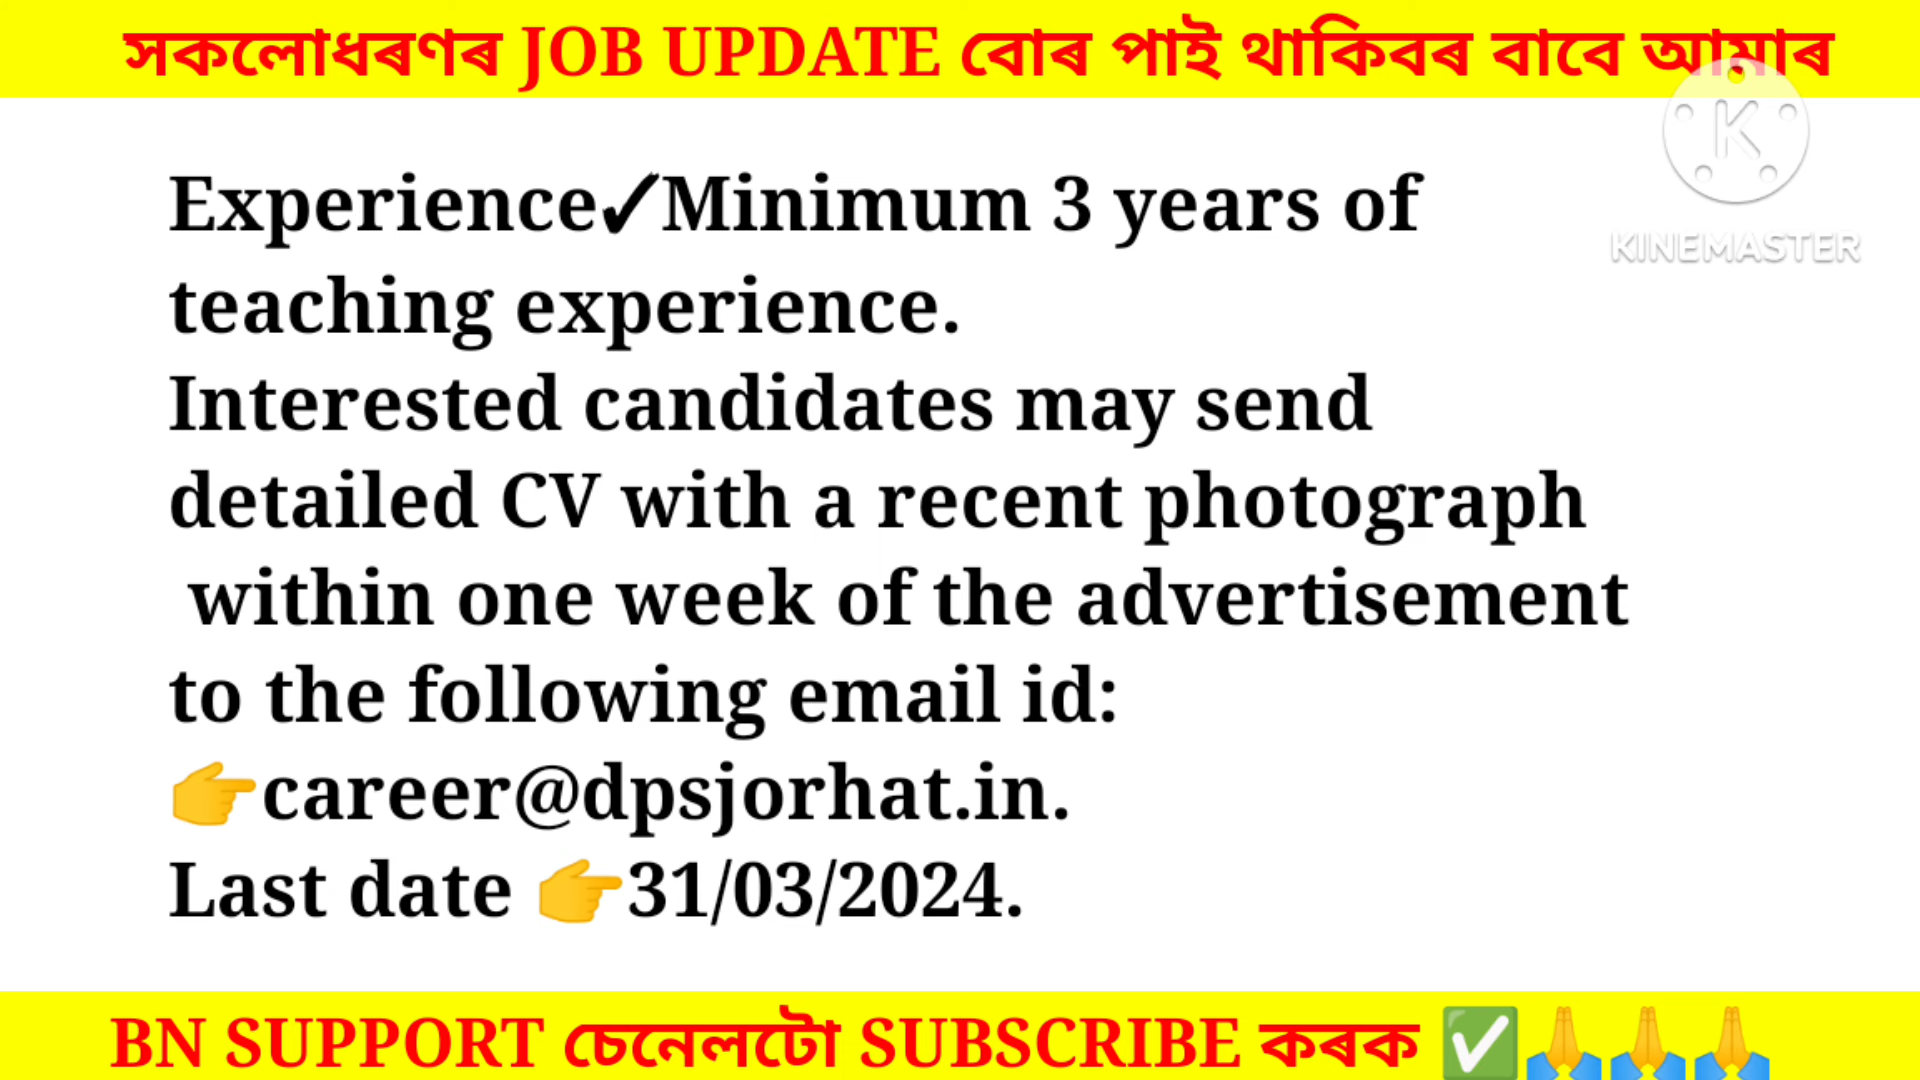 সকলোধৰণৰ JOB UPDATE বোৰ পাই থাকিবৰ বাবে আমাৰ
K
KINEMASTER
Experience✓Minimum 3 years of
teaching experience.
Interested candidates may send
detailed CV with a recent photograph
within one week of the advertisement
to the following email id:
👉career@dpsjorhat.in.
Last date 👉31/03/2024.
BN SUPPORT চেনেলটো SUBSCRIBE কৰক ✅🙏🙏🙏